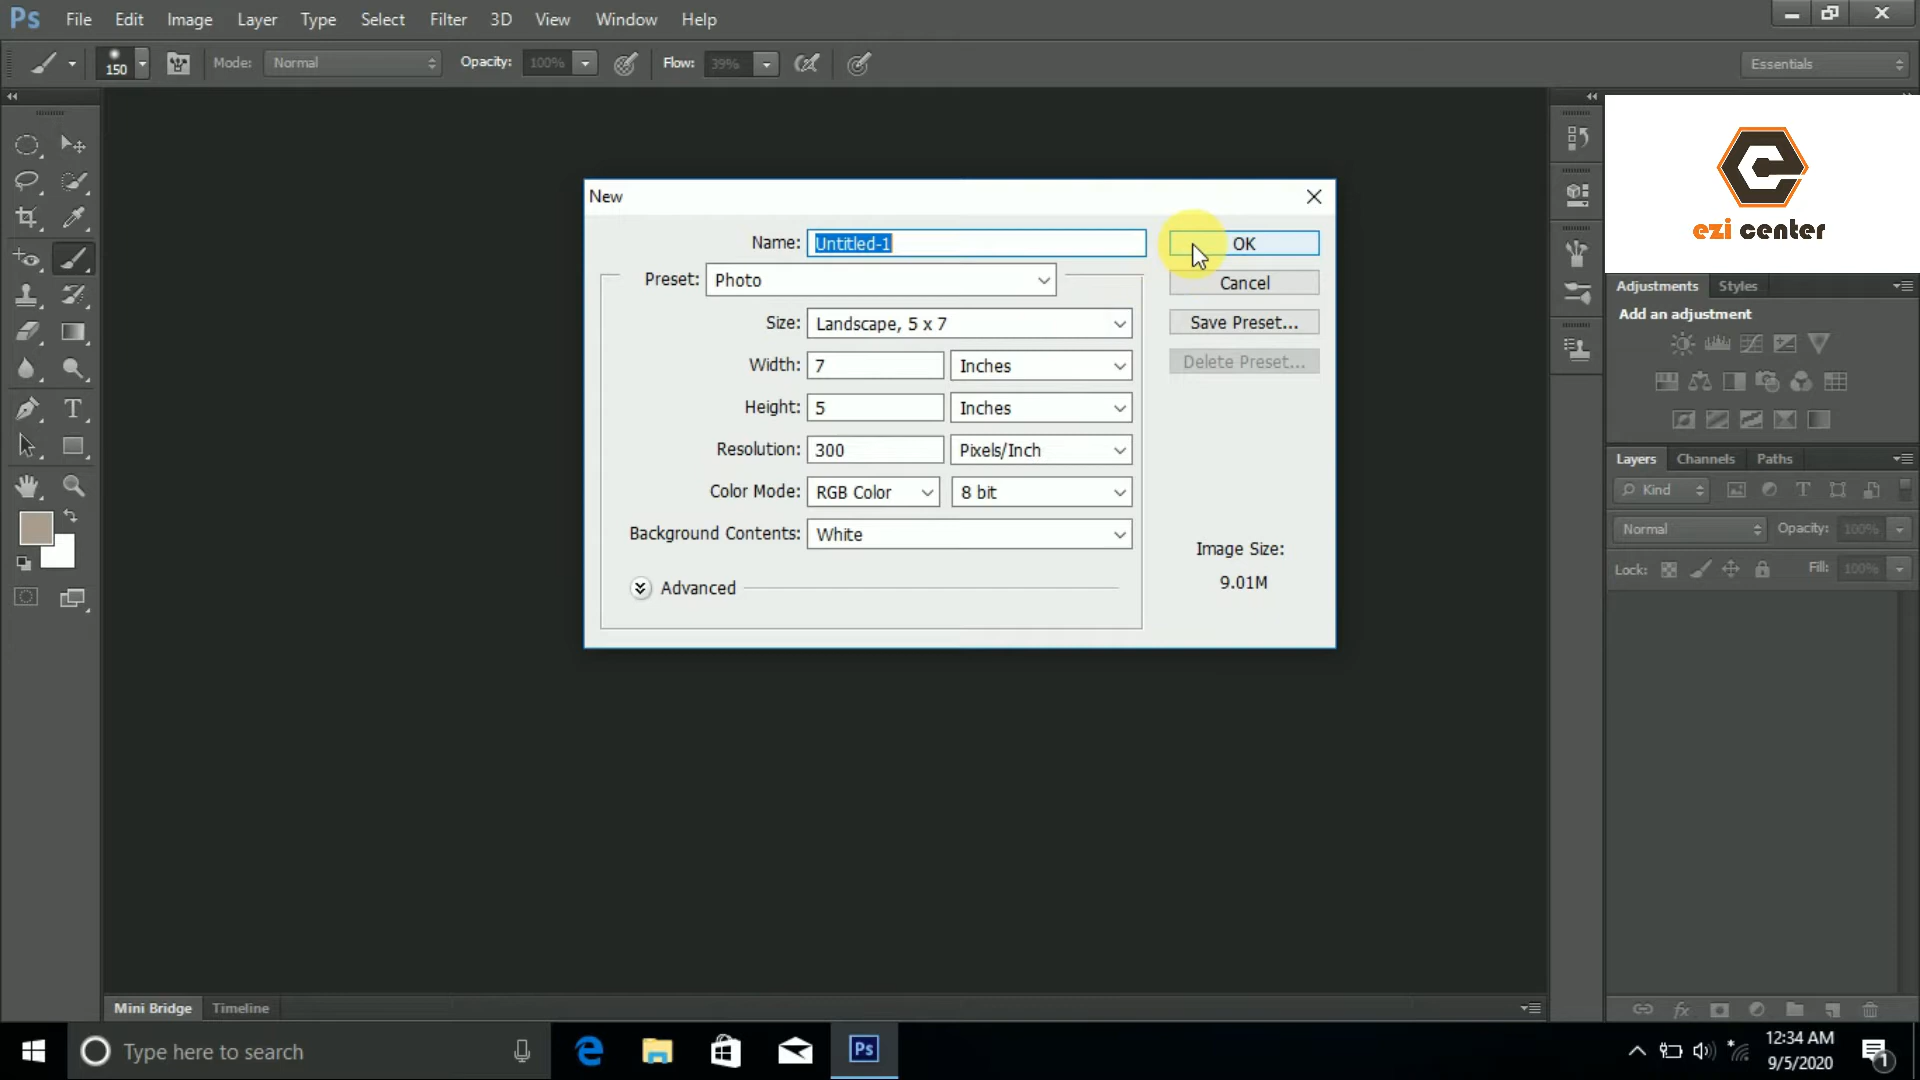 Ps File Edit Image Layer Type Select Filter 3D View Window Help
150 Mode: Normal Opacity: 100% Flow: 39% Essentials
ezi center
New
Name: Untitled-1 OK
Preset: Photo Cancel
Size: Landscape, 5 x 7 Save Preset...
Width: 7 Inches Delete Preset...
Height: 5 Inches
Resolution: 300 Pixels/Inch
Color Mode: RGB Color 8 bit
Background Contents: White
Image Size:
9.01M
Advanced
Adjustments Styles
Add an adjustment
Layers Channels Paths
Kind
Normal Opacity: 100%
Lock: Fill: 100%
Mini Bridge Timeline
Type here to search
Ps
12:34 AM
9/5/2020
1